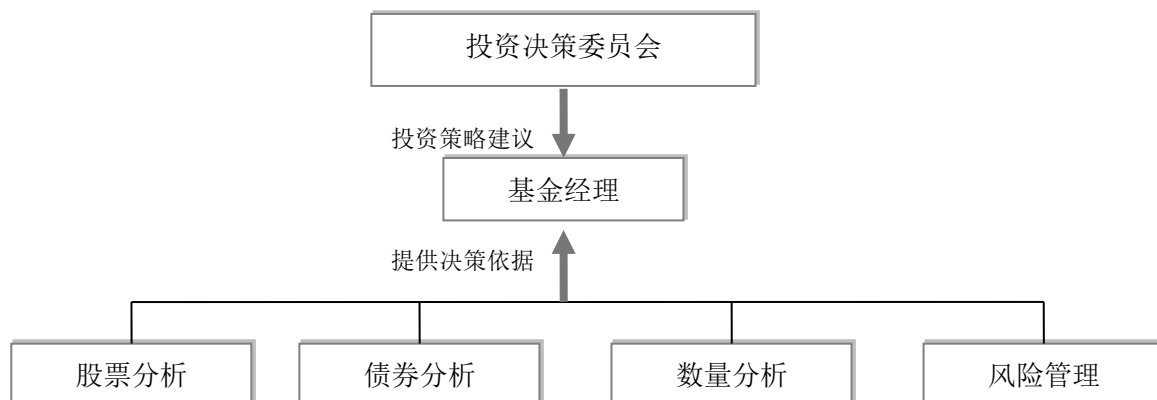 投资决策委员会
投资策略建议
基金经理
提供决策依据
股票分析
债券分析
数量分析
风险管理